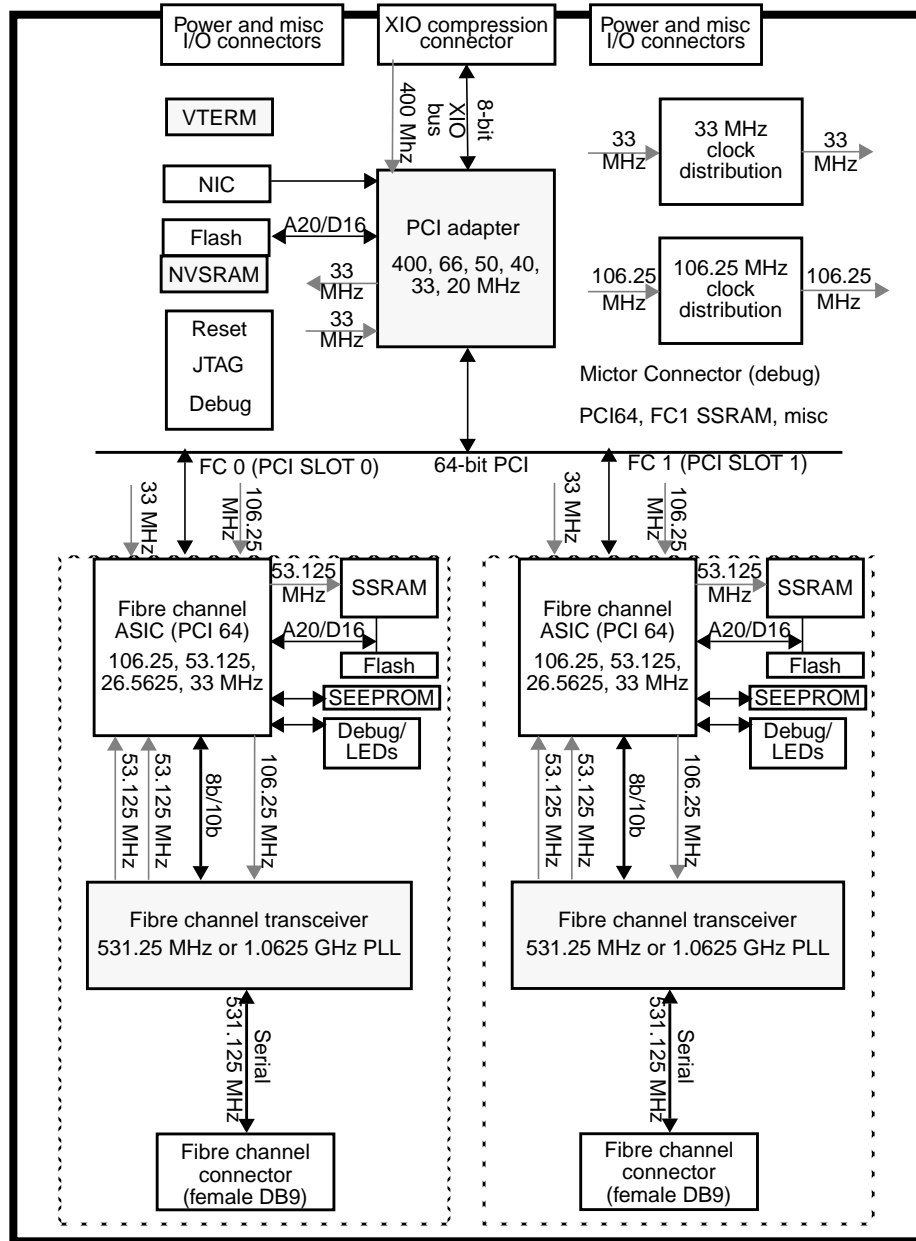 Power and misc
I/O connectors
XIO compression
connector
Power and misc
I/O connectors
400 Mhz
XIO
bus
8-bit
VTERM
NIC
Flash
NVSRAM
A20/D16
33
MHz
33
MHz
Reset
JTAG
Debug
PCI adapter
400, 66, 50, 40,
33, 20 MHz
33
MHz
33 MHz
clock
distribution
33
MHz
106.25
MHz
106.25 MHz
clock
distribution
106.25
MHz
Mictor Connector (debug)
PCI64, FC1 SSRAM, misc
FC 0 (PCI SLOT 0)
64-bit PCI
FC 1 (PCI SLOT 1)
33 MHz
106.25
MHz
Fibre channel
ASIC (PCI 64)
106.25, 53.125,
26.5625, 33 MHz
53.125
MHz
SSRAM
A20/D16
Flash
SEEPROM
Debug/
LEDs
53.125 MHz
53.125 MHz
8b/10b
106.25 MHz
Fibre channel transceiver
531.25 MHz or 1.0625 GHz PLL
531.125 MHz
Serial
Fibre channel
connector
(female DB9)
33 MHz
106.25
MHz
Fibre channel
ASIC (PCI 64)
106.25, 53.125,
26.5625, 33 MHz
53.125
MHz
SSRAM
A20/D16
Flash
SEEPROM
Debug/
LEDs
53.125 MHz
53.125 MHz
8b/10b
106.25 MHz
Fibre channel transceiver
531.25 MHz or 1.0625 GHz PLL
531.125 MHz
Serial
Fibre channel
connector
(female DB9)